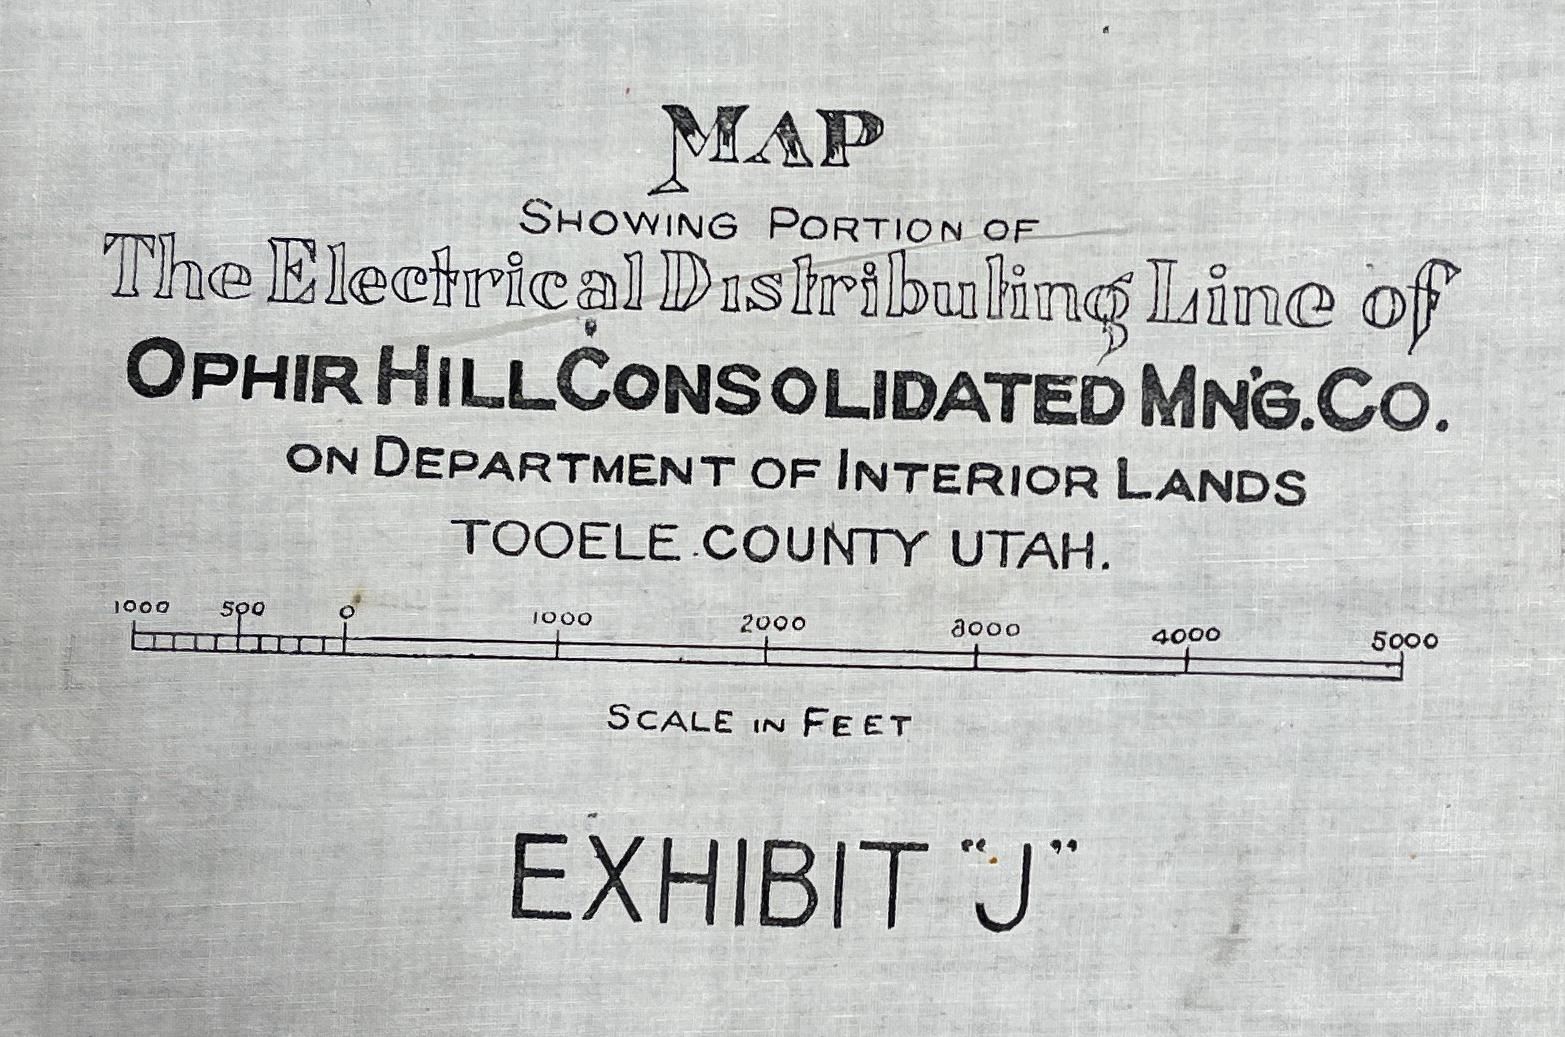 MAP
SHOWING PORTION OF
The Electrical Distributing Line of
OPHIR HILL CONSOLIDATED MN'G. CO.
ON DEPARTMENT OF INTERIOR LANDS
TOOELE COUNTY UTAH.
1000 500 0 1000 2000 3000 4000 5000
SCALE IN FEET
EXHIBIT "J"